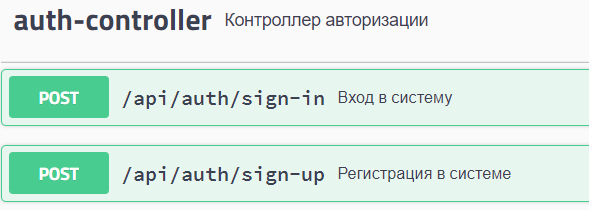 auth-controller Контроллер авторизации
POST /api/auth/sign-in Вход в систему
POST /api/auth/sign-up Регистрация в системе